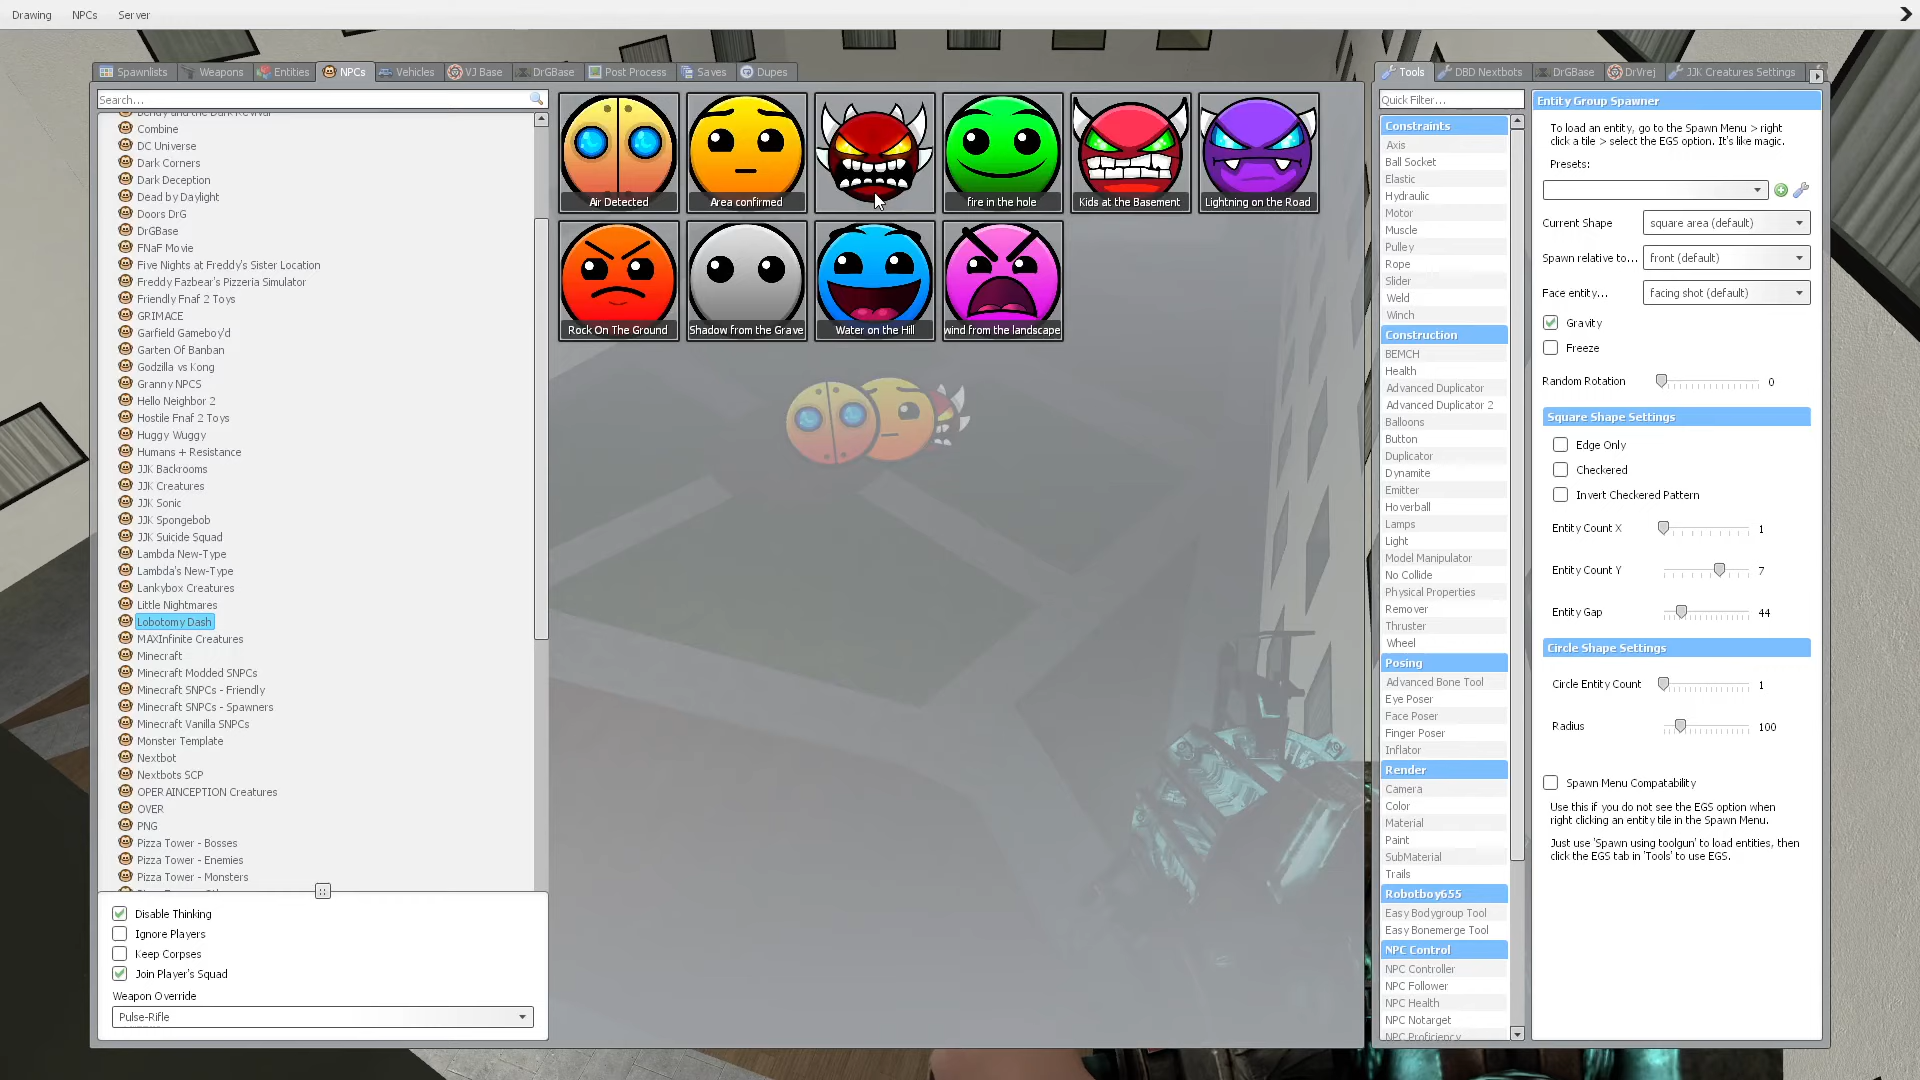 Drawing NPCs Server
Spawnlists Weapons Entities NPCs Vehicles VJ Base DrGBase Post Process Saves Dupes
Tools DBD Nextbots DrGBase DrVrej JJK Creatures Settings
Search...
Bendy and the Dark Revival
Combine
DC Universe
Dark Corners
Dark Deception
Dead by Daylight
Doors DrG
DrGBase
FNaF Movie
Five Nights at Freddy's Sister Location
Freddy Fazbear's Pizzeria Simulator
Friendly Fnaf 2 Toys
GRIMACE
Garfield Gameboy'd
Garten Of Banban
Godzilla vs Kong
Granny NPCS
Hello Neighbor 2
Hostile Fnaf 2 Toys
Huggy Wuggy
Humans + Resistance
JJK Backrooms
JJK Creatures
JJK Sonic
JJK Spongebob
JJK Suicide Squad
Lambda New-Type
Lambda's New-Type
Lankybox Creatures
Little Nightmares
Lobotomy Dash
MAXInfinite Creatures
Minecraft
Minecraft Modded SNPCs
Minecraft SNPCs - Friendly
Minecraft SNPCs - Spawners
Minecraft Vanilla SNPCs
Monster Template
Nextbot
Nextbots SCP
OPERAINCEPTION Creatures
OVER
PNG
Pizza Tower - Bosses
Pizza Tower - Enemies
Pizza Tower - Monsters
Disable Thinking
Ignore Players
Keep Corpses
Join Player's Squad
Weapon Override
Pulse-Rifle
Air Detected
Area confirmed
fire in the hole
Kids at the Basement
Lightning on the Road
Rock On The Ground
Shadow from the Grave
Water on the Hill
wind from the landscape
Quick Filter...
Constraints
Axis
Ball Socket
Elastic
Hydraulic
Motor
Muscle
Pulley
Rope
Slider
Weld
Winch
Construction
BEMCH
Health
Advanced Duplicator
Advanced Duplicator 2
Balloons
Button
Duplicator
Dynamite
Emitter
Hoverball
Lamps
Light
Model Manipulator
No Collide
Physical Properties
Remover
Thruster
Wheel
Posing
Advanced Bone Tool
Eye Poser
Face Poser
Finger Poser
Inflator
Render
Camera
Color
Material
Paint
SubMaterial
Trails
Robotboy655
Easy Bodygroup Tool
Easy Bonemerge Tool
NPC Control
NPC Controller
NPC Follower
NPC Health
NPC Notarget
NPC Proficiency
Entity Group Spawner
To load an entity, go to the Spawn Menu > right
click a tile > select the EGS option. It's like magic.
Presets:
Current Shape square area (default)
Spawn relative to... front (default)
Face entity... facing shot (default)
Gravity
Freeze
Random Rotation 0
Square Shape Settings
Edge Only
Checkered
Invert Checkered Pattern
Entity Count X 1
Entity Count Y 7
Entity Gap 44
Circle Shape Settings
Circle Entity Count 1
Radius 100
Spawn Menu Compatability
Use this if you do not see the EGS option when
right clicking an entity tile in the Spawn Menu.
Just use 'Spawn using toolgun' to load entities, then
click the EGS tab in 'Tools' to use EGS.